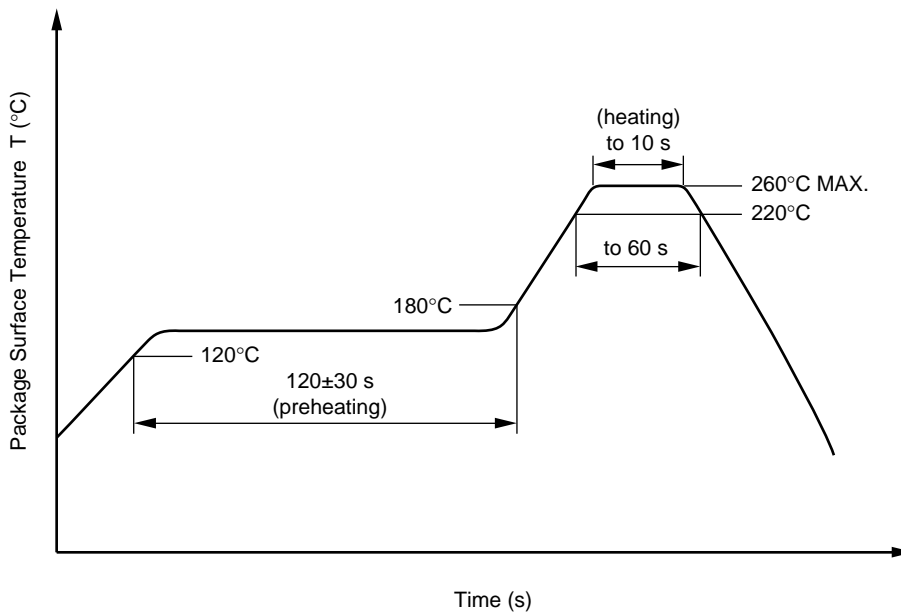 Package Surface Temperature T (°C)
(heating)
to 10 s
260°C MAX.
220°C
to 60 s
180°C
120°C
120±30 s
(preheating)
Time (s)